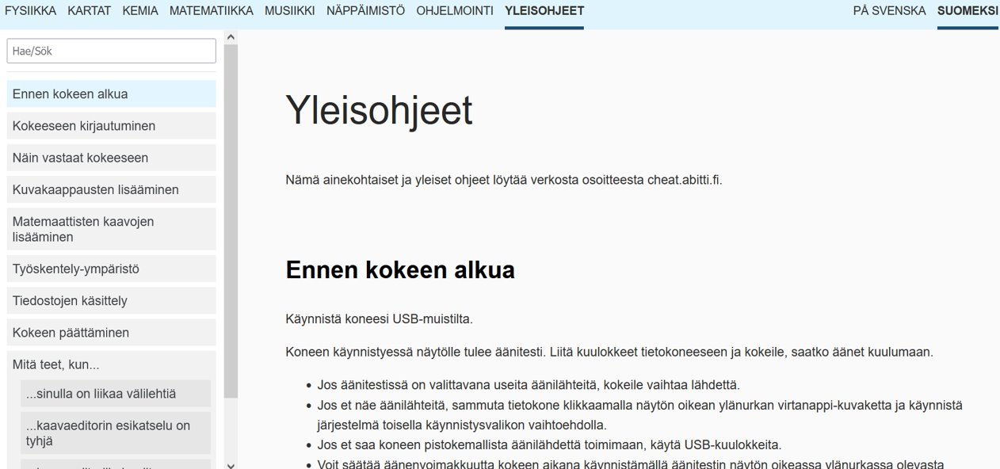 FYSIIKKA KARTAT KEMIA MATEMATIIKKA MUSIIKKI NÄPPÄIMISTÖ OHJELMOINTI YLEISOHJEET PÅ SVENSKA SUOMEKSI
Hae/Sök
Ennen kokeen alkua
Kokeeseen kirjautuminen
Näin vastaat kokeeseen
Kuvakaappausten lisääminen
Matemaattisten kaavojen
lisääminen
Työskentely-ympäristö
Tiedostojen käsittely
Kokeen päättäminen
Mitä teet, kun...
...sinulla on liikaa välilehtiä
...kaavaeditorin esikatselu on
tyhjä
Yleisohjeet
Nämä ainekohtaiset ja yleiset ohjeet löytää verkosta osoitteesta cheat.abitti.fi.
Ennen kokeen alkua
Käynnistä koneesi USB-muistilta.
Koneen käynnistyessä näytölle tulee äänitesti. Liitä kuulokkeet tietokoneeseen ja kokeile, saatko äänet kuulumaan.
• Jos äänitestissä on valittavana useita äänilähteitä, kokeile vaihtaa lähdettä.
• Jos et näe äänilähteitä, sammuta tietokone klikkaamalla näytön oikean ylänurkan virtanappi-kuvaketta ja käynnistä
järjestelmä toisella käynnistysvalikon vaihtoehdolla.
• Jos et saa koneen pistokemallista äänilähdettä toimimaan, käytä USB-kuulokkeita.
• Voit säätää äänenvoimakkuutta kokeen aikana käynnistämällä äänitestin näytön oikeassa ylänurkassa olevasta